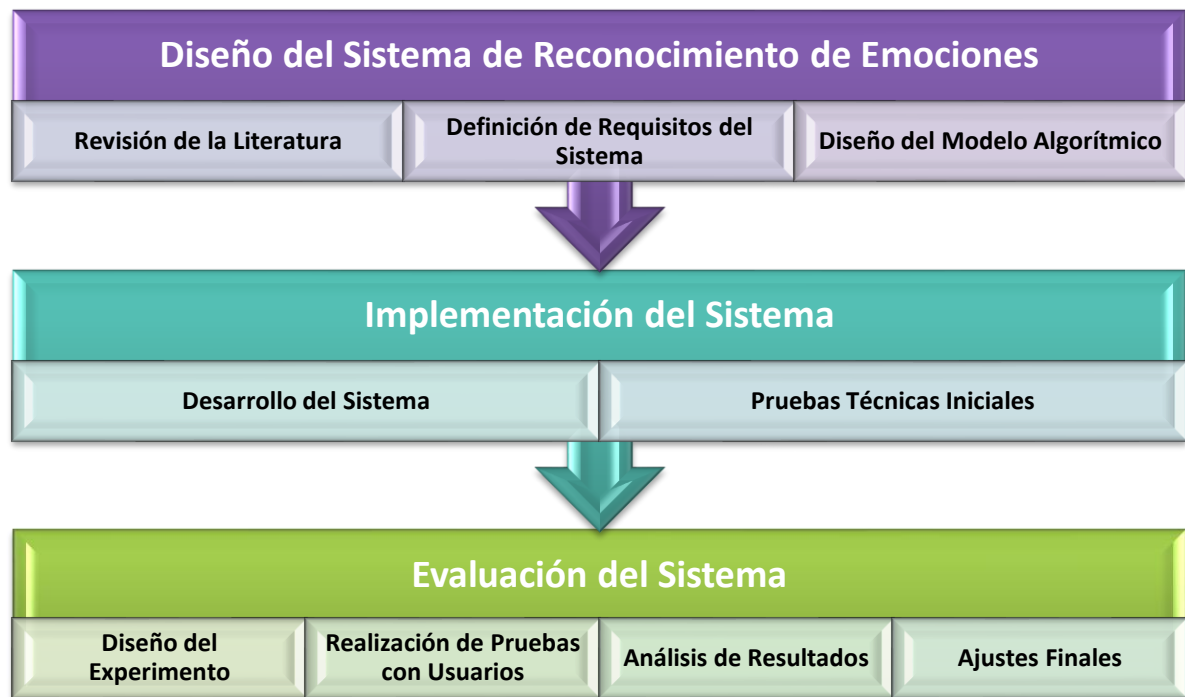 Diseño del Sistema de Reconocimiento de Emociones
Revisión de la Literatura
Definición de Requisitos del
Sistema
Diseño del Modelo Algorítmico
Implementación del Sistema
Desarrollo del Sistema
Pruebas Técnicas Iniciales
Evaluación del Sistema
Diseño del
Experimento
Realización de Pruebas
con Usuarios
Análisis de Resultados
Ajustes Finales